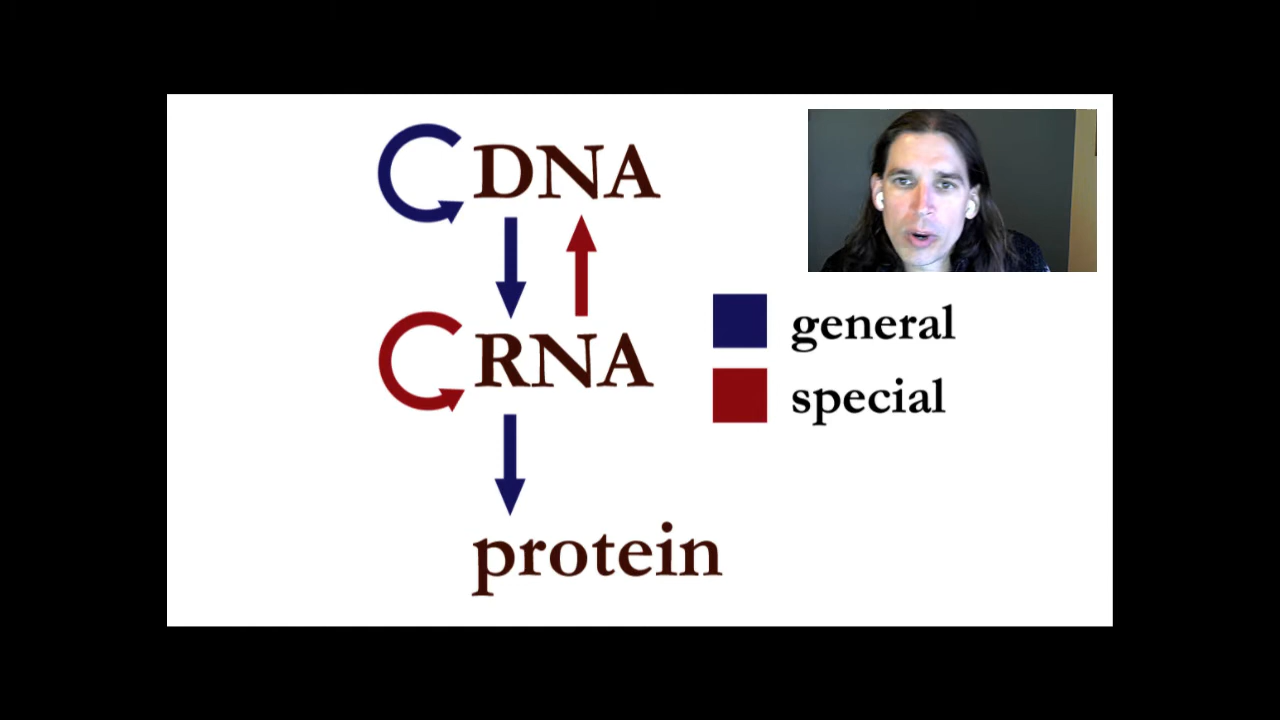 DNA
RNA
general
special
protein